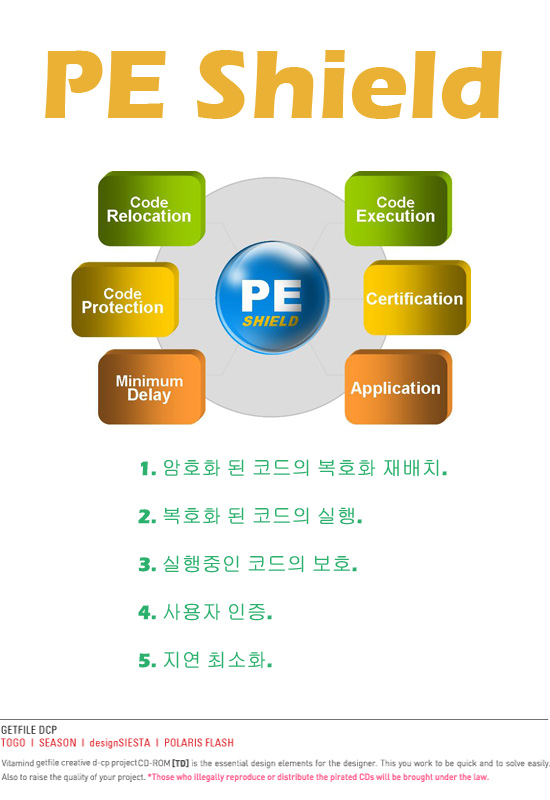 PE Shield
Code
Relocation
Code
Execution
Code
Protection
PE
SHIELD
Certification
Minimum
Delay
Application
1. 암호화 된 코드의 복호화 재배치.
2. 복호화 된 코드의 실행.
3. 실행중인 코드의 보호.
4. 사용자 인증.
5. 지연 최소화.
GETFILE DCP
TOGO I SEASON I designSIESTA I POLARIS FLASH
Vitamind getfile creative d-cp project CD-ROM [TD] is the essential design elements for the designer. This you work to be quick and to solve easily.
Also to raise the quality of your project. *Those who illegally reproduce or distribute the pirated CDs will be brought under the law.